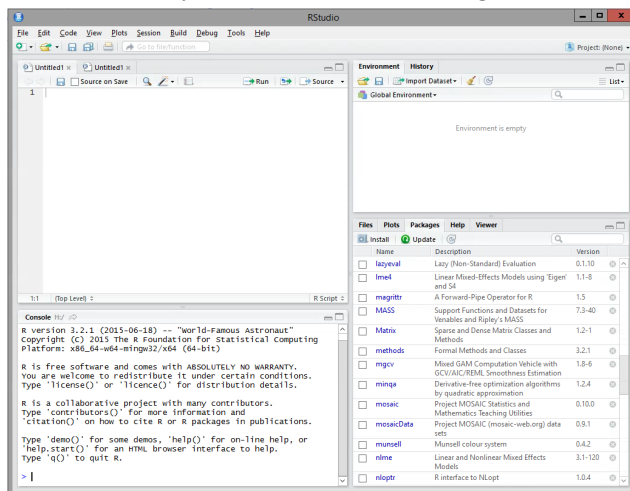 RStudio
File Edit Code View Plots Session Build Debug Tools Help
Go to file/function Project: (None)
Untitled1 × Untitled1 ×
Source on Save Run Source
1
1:1 (Top Level) R Script
Console H:/
R version 3.2.1 (2015-06-18) -- "World-Famous Astronaut"
Copyright (C) 2015 The R Foundation for Statistical Computing
Platform: x86_64-w64-mingw32/x64 (64-bit)
R is free software and comes with ABSOLUTELY NO WARRANTY.
You are welcome to redistribute it under certain conditions.
Type 'license()' or 'licence()' for distribution details.
R is a collaborative project with many contributors.
Type 'contributors()' for more information and
'citation()' on how to cite R or R packages in publications.
Type 'demo()' for some demos, 'help()' for on-line help, or
'help.start()' for an HTML browser interface to help.
Type 'q()' to quit R.
>
Environment History
Import Dataset List
Global Environment
Environment is empty
Files Plots Packages Help Viewer
Install Update
Name Description Version
lazyeval Lazy (Non-Standard) Evaluation 0.1.10
lme4 Linear Mixed-Effects Models using 'Eigen' 1.1-8
and S4
magrittr A Forward-Pipe Operator for R 1.5
MASS Support Functions and Datasets for 7.3-40
Venables and Ripley's MASS
Matrix Sparse and Dense Matrix Classes and 1.2-1
Methods
methods Formal Methods and Classes 3.2.1
mgcv Mixed GAM Computation Vehicle with 1.8-6
GCV/AIC/REML Smoothness Estimation
minqa Derivative-free optimization algorithms 1.2.4
by quadratic approximation
mosaic Project MOSAIC Statistics and 0.10.0
Mathematics Teaching Utilities
mosaicData Project MOSAIC (mosaic-web.org) data 0.9.1
sets
munsell Munsell colour system 0.4.2
nlme Linear and Nonlinear Mixed Effects 3.1-120
Models
nloptr R interface to NLopt 1.0.4